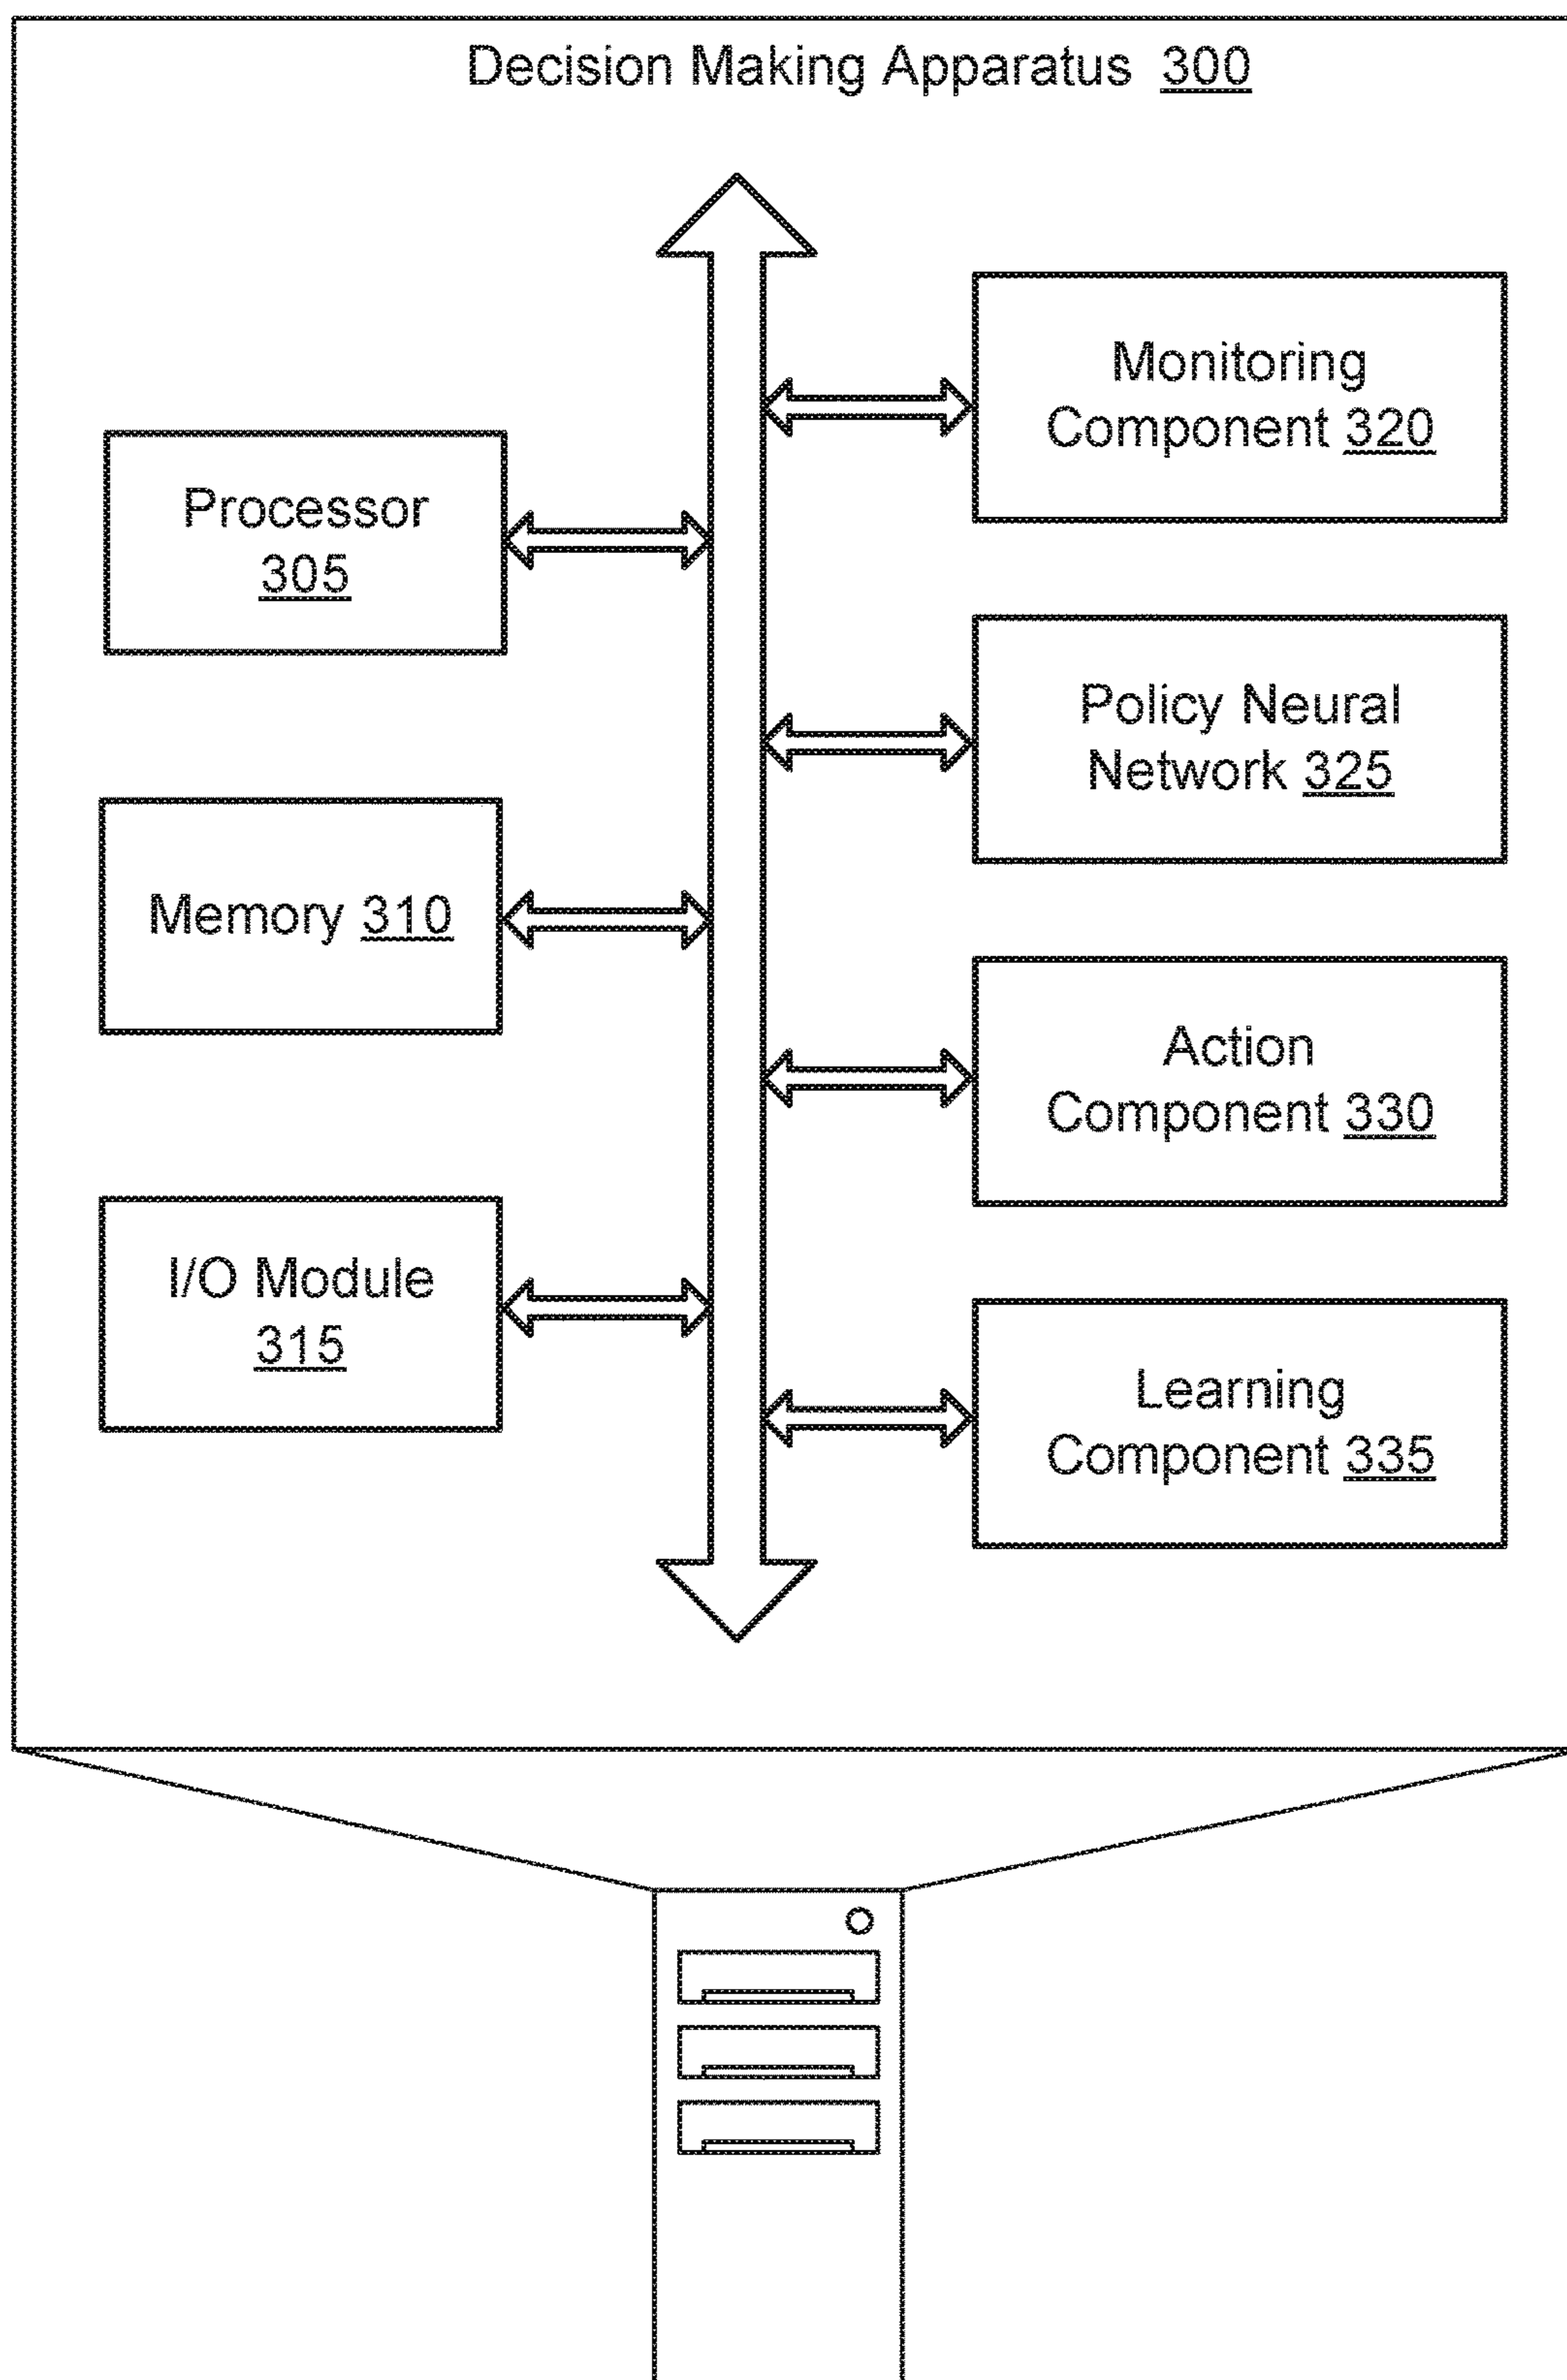 Decision Making Apparatus 300
Processor
305
Memory 310
I/O Module
315
Monitoring
Component 320
Policy Neural
Network 325
Action
Component 330
Learning
Component 335